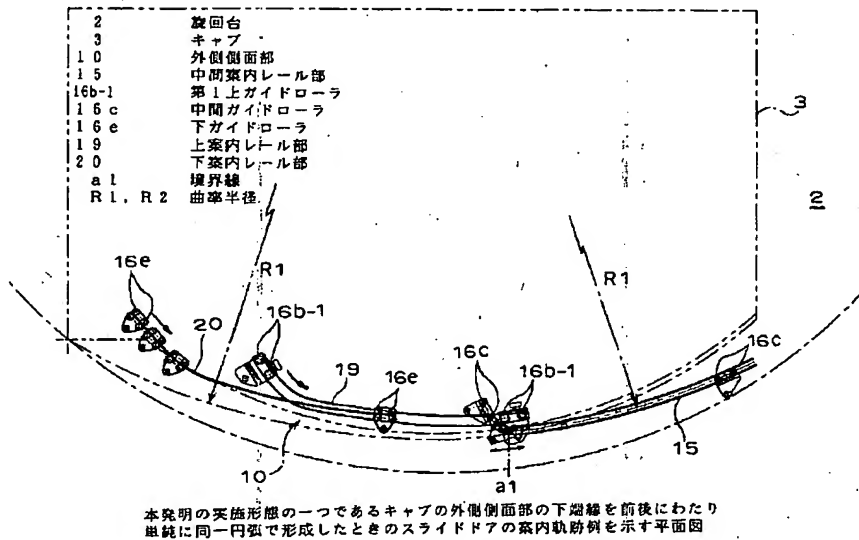 2 旋回台
3 キャブ
10 外側側面部
15 中間案内レール部
16b-1 第1上ガイドローラ
16c 中間ガイドローラ
16e 下ガイドローラ
19 上案内レール部
20 下案内レール部
a1 境界線
R1, R2 曲率半径
3
2
R1
R1
16e
16b-1
20
19
16e
16c
16b-1
16c
15
10
a1
本発明の実施形態の一つであるキャブの外側側面部の下端線を前後にわたり
単純に同一円弧で形成したときのスライドドアの案内軌跡例を示す平面図